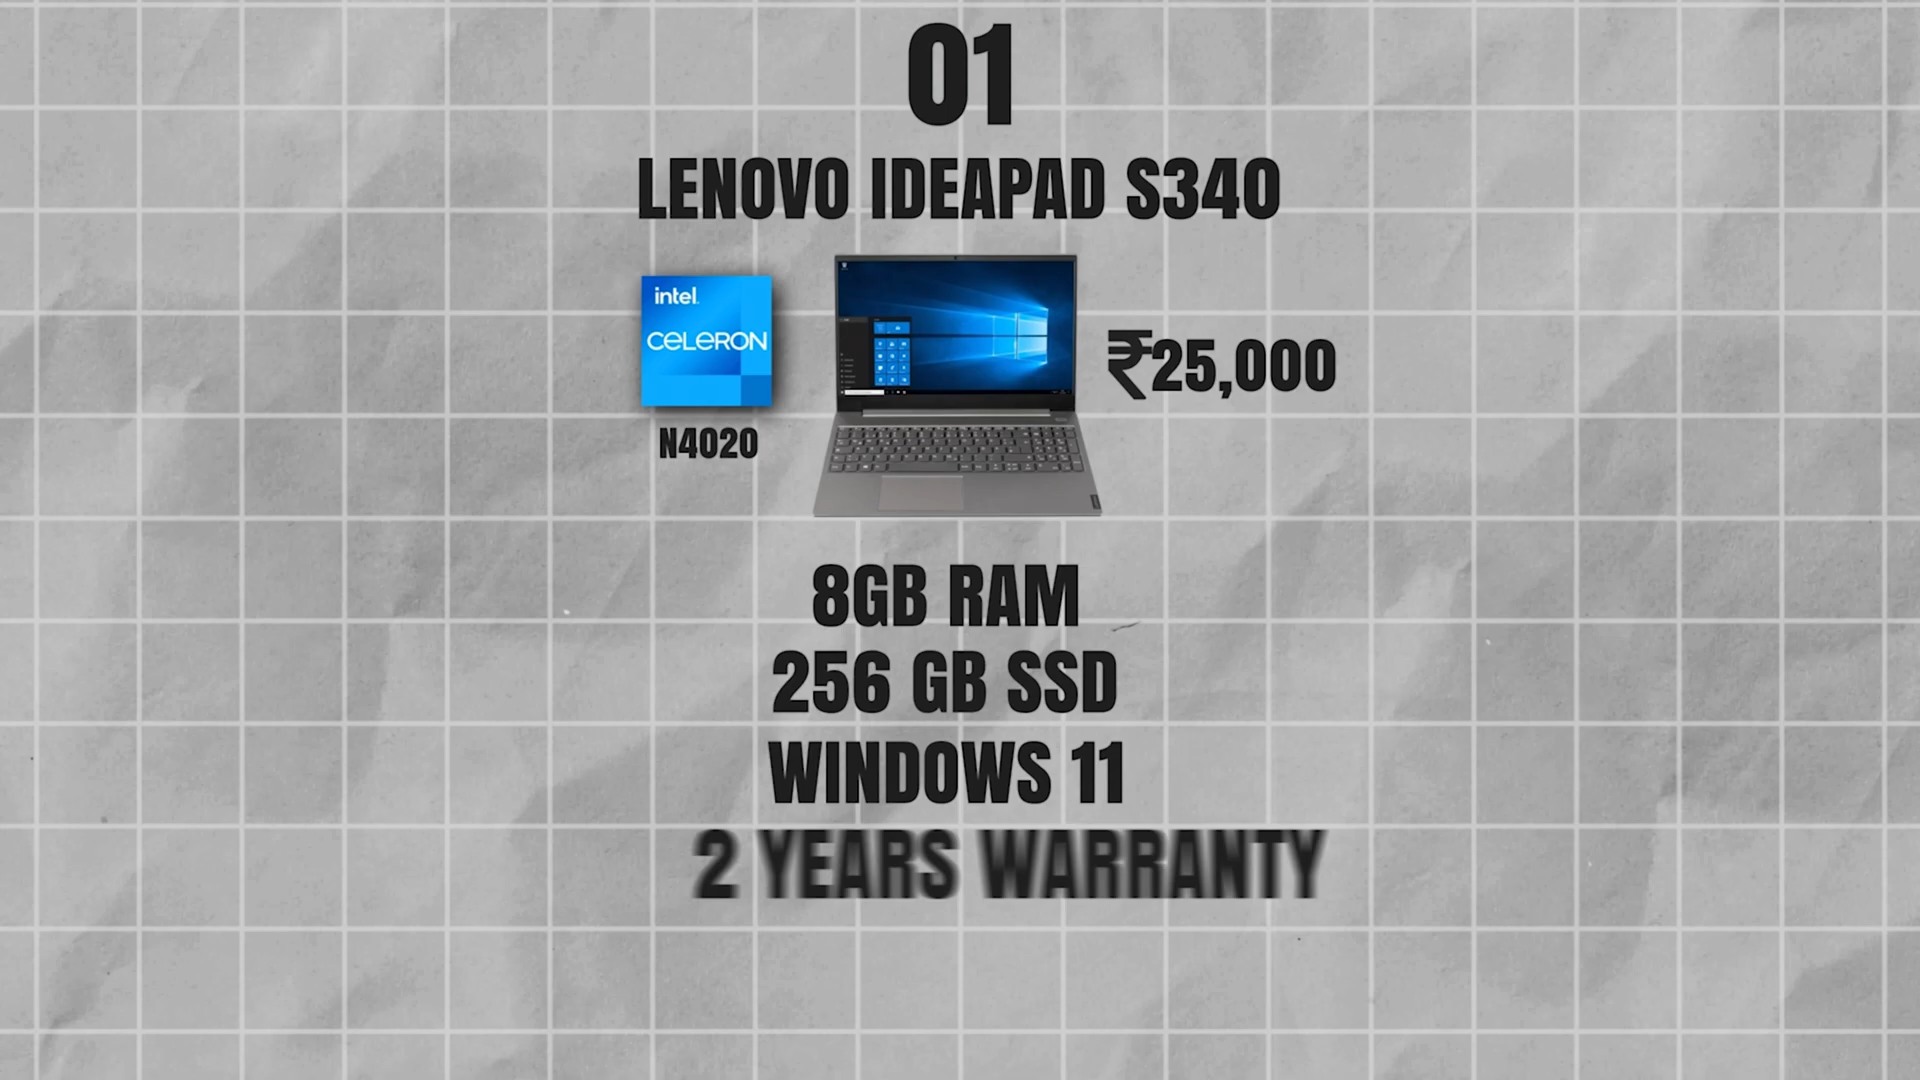 01
LENOVO IDEAPAD S340
intel.
CELERON
N4020
₹25,000
8GB RAM
256 GB SSD
WINDOWS 11
2 YEARS WARRANTY